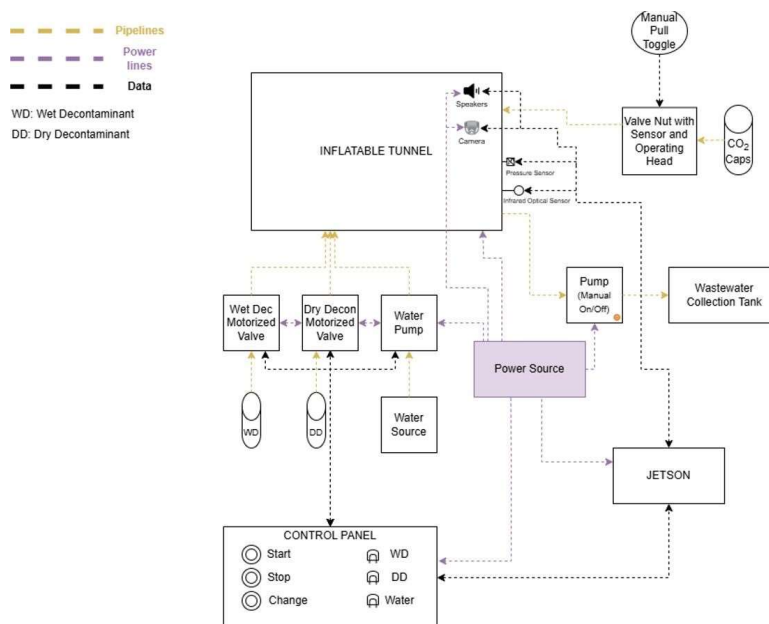 Pipelines
Power
lines
Data
WD: Wet Decontaminant
DD: Dry Decontaminant
Manual
Pull
Toggle
Speakers
Camera
INFLATABLE TUNNEL
Pressure Sensor
Infrared Optical Sensor
Valve Nut with
Sensor and
Operating
Head
CO2
Caps
Wet Dec
Motorized
Valve
Dry Decon
Motorized
Valve
Water
Pump
Pump
(Manual
On/Off)
Wastewater
Collection Tank
Power Source
WD
DD
Water
Source
JETSON
CONTROL PANEL
Start
WD
Stop
DD
Change
Water